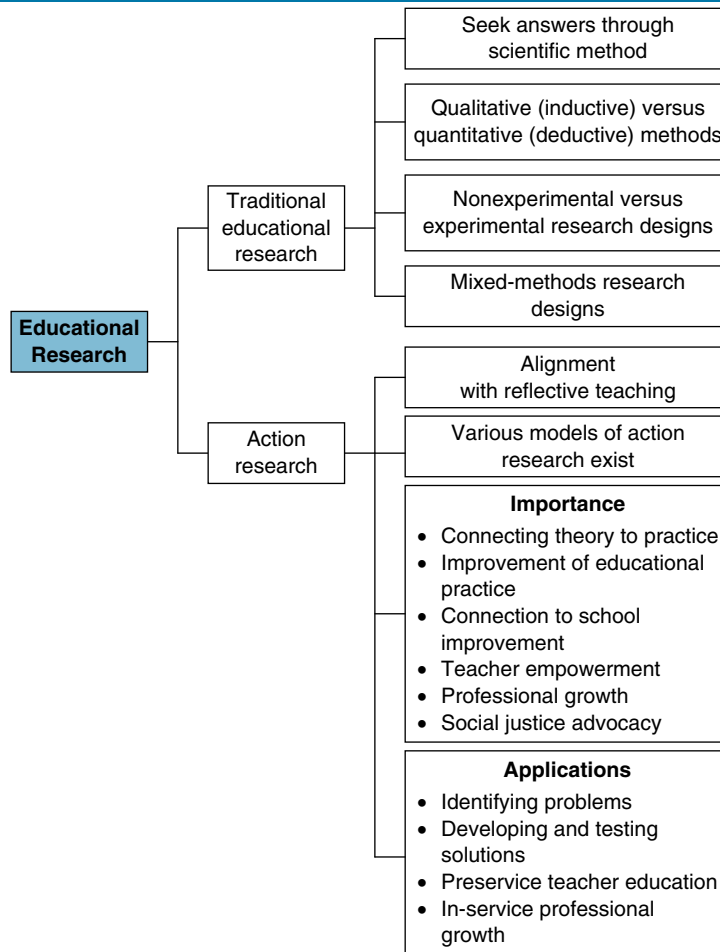 Educational
Research
Traditional
educational
research
Seek answers through
scientific method
Qualitative (inductive) versus
quantitative (deductive) methods
Nonexperimental versus
experimental research designs
Mixed-methods research
designs
Action
research
Alignment
with reflective teaching
Various models of action
research exist
Importance
• Connecting theory to practice
• Improvement of educational
practice
• Connection to school
improvement
• Teacher empowerment
• Professional growth
• Social justice advocacy
Applications
• Identifying problems
• Developing and testing
solutions
• Preservice teacher education
• In-service professional
growth